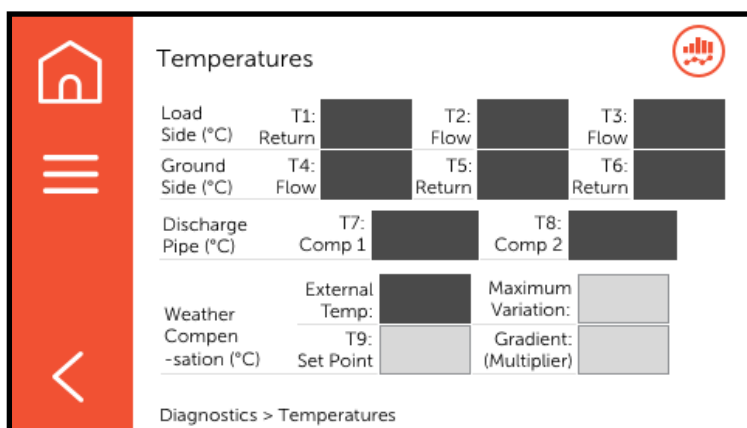 Temperatures
Load
Side (°C)
T1:
Return
T2:
Flow
T3:
Flow
Ground
Side (°C)
T4:
Flow
T5:
Return
T6:
Return
Discharge
Pipe (°C)
T7:
Comp 1
T8:
Comp 2
Weather
Compen
-sation (°C)
External
Temp:
Maximum
Variation:
T9:
Set Point
Gradient:
(Multiplier)
Diagnostics > Temperatures